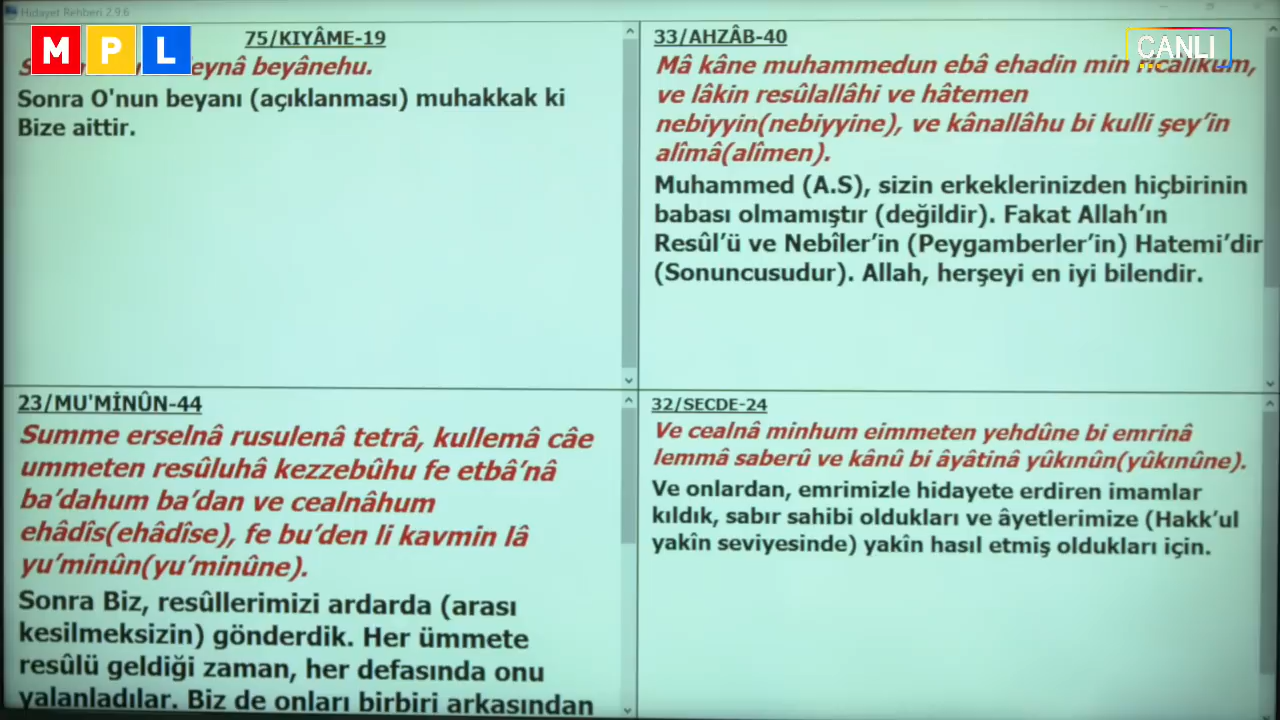 Hidayet Rehberi 2.9.6
MPL
CANLI
75/KIYÂME-19
eynâ beyânehu.
Sonra O'nun beyanı (açıklanması) muhakkak ki
Bize aittir.
33/AHZÂB-40
Mâ kâne muhammedun ebâ ehadin min ricâlikum,
ve lâkin resûlallâhi ve hâtemen
nebiyyin(nebiyyine), ve kânallâhu bi kulli şey’in
alîmâ(alîmen).
Muhammed (A.S), sizin erkeklerinizden hiçbirinin
babası olmamıştır (değildir). Fakat Allah’ın
Resûl’ü ve Nebîler’in (Peygamberler’in) Hatemi’dir
(Sonuncusudur). Allah, herşeyi en iyi bilendir.
23/MU'MİNÛN-44
Summe erselnâ rusulenâ tetrâ, kullemâ câe
ummeten resûluhâ kezzebûhu fe etbâ’nâ
ba’dahum ba’dan ve cealnâhum
ehâdîs(ehâdîse), fe bu’den li kavmin lâ
yu’minûn(yu’minûne).
Sonra Biz, resûllerimizi ardarda (arası
kesilmeksizin) gönderdik. Her ümmete
resûlü geldiği zaman, her defasında onu
yalanladılar. Biz de onları birbiri arkasından
32/SECDE-24
Ve cealnâ minhum eimmeten yehdûne bi emrinâ
lemmâ saberû ve kânû bi âyâtinâ yûkınûn(yûkınûne).
Ve onlardan, emrimizle hidayete erdiren imamlar
kıldık, sabır sahibi oldukları ve âyetlerimize (Hakk’ul
yakîn seviyesinde) yakîn hasıl etmiş oldukları için.